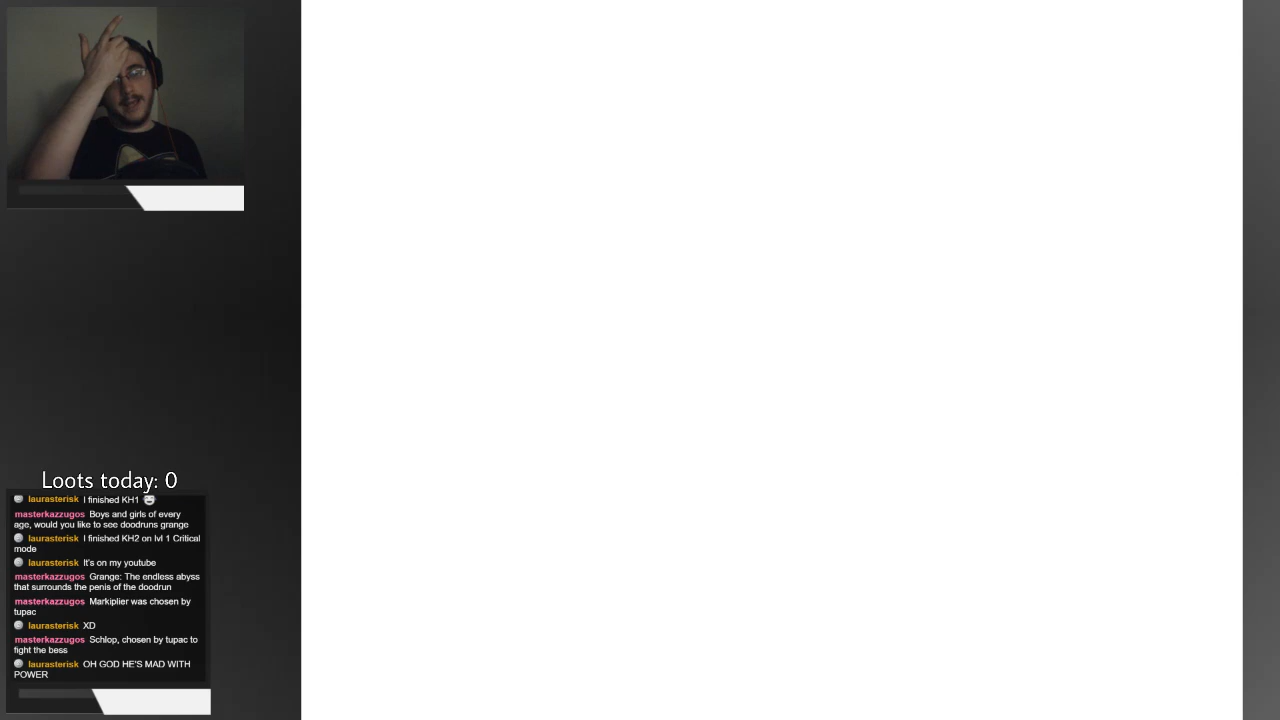 Loots today: 0
laurasterisk I finished KH1
masterkazzugos Boys and girls of every
age, would you like to see doodruns grange
laurasterisk I finished KH2 on lvl 1 Critical
mode
laurasterisk It's on my youtube
masterkazzugos Grange: The endless abyss
that surrounds the penis of the doodrun
masterkazzugos Markiplier was chosen by
tupac
laurasterisk XD
masterkazzugos Schlop, chosen by tupac to
fight the bess
laurasterisk OH GOD HE'S MAD WITH
POWER